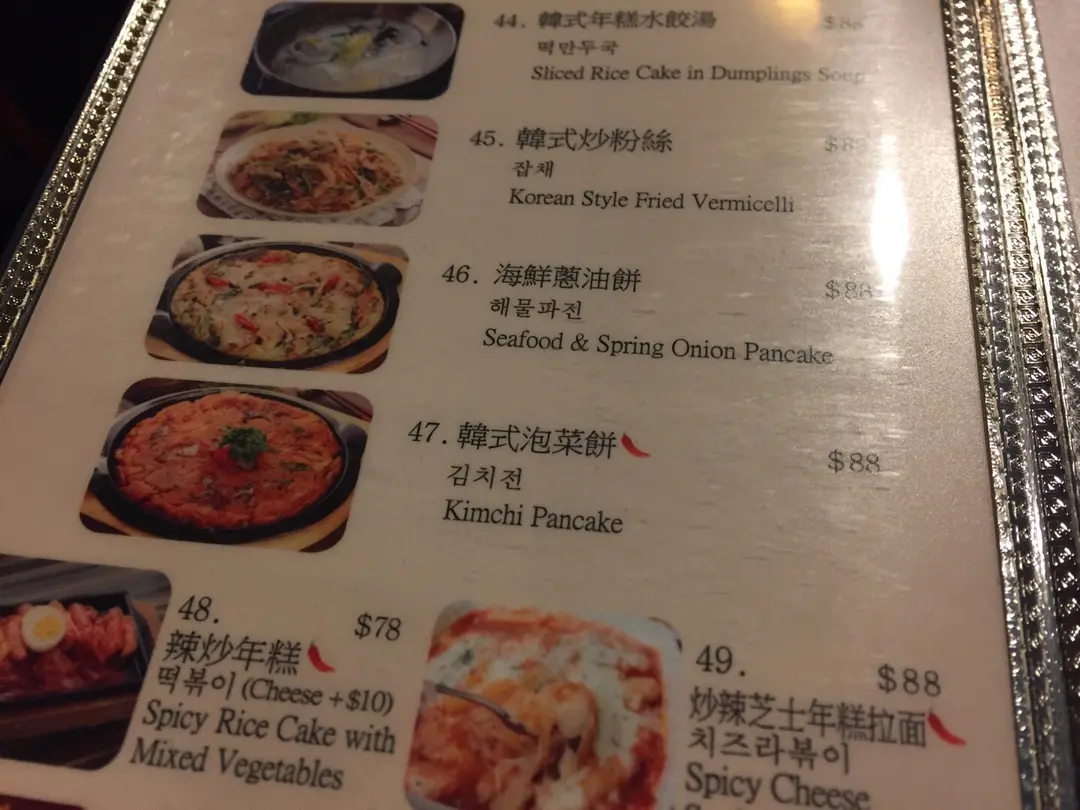 44. 韓式年糕水餃湯 $88
떡만두국
Sliced Rice Cake in Dumplings Soup
45. 韓式炒粉絲 $88
잡채
Korean Style Fried Vermicelli
46. 海鮮蔥油餅 $88
해물파전
Seafood & Spring Onion Pancake
47. 韓式泡菜餅 $88
김치전
Kimchi Pancake
48. $78
辣炒年糕
떡볶이 (Cheese +$10)
Spicy Rice Cake with
Mixed Vegetables
49. $88
炒辣芝士年糕拉面
치즈라볶이
Spicy Cheese